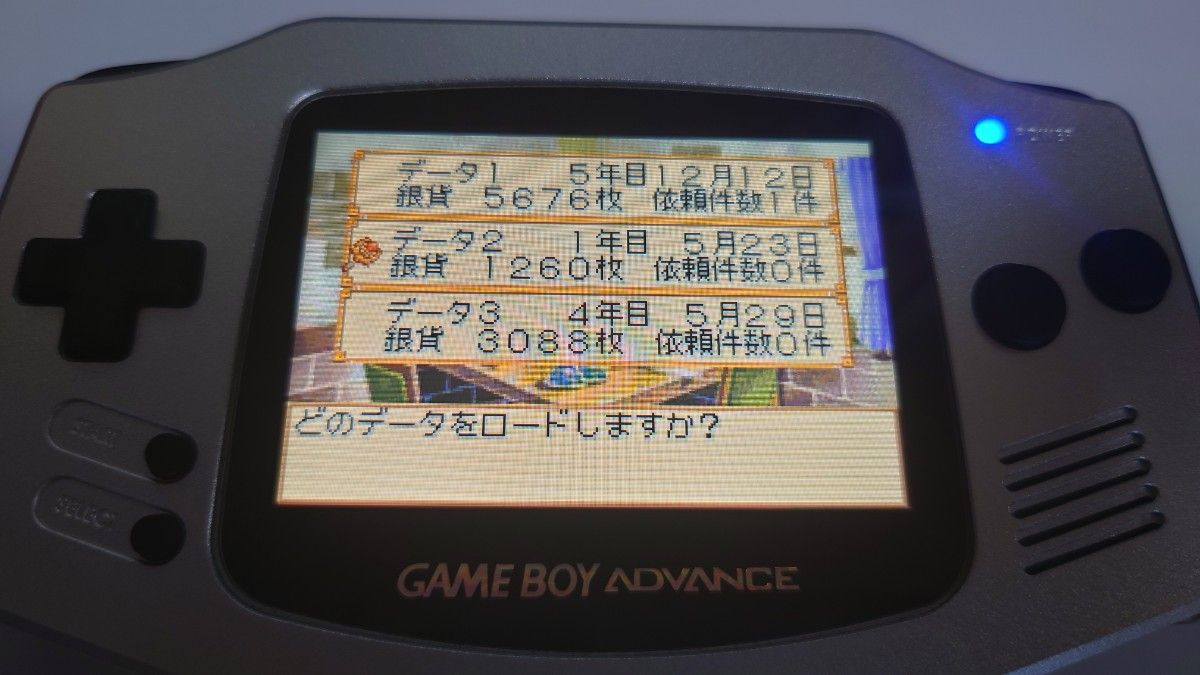 データ1 5年目12月12日
銀貨 5676枚 依頼件数1件
データ2 1年目 5月23日
銀貨 1260枚 依頼件数0件
データ3 4年目 5月29日
銀貨 3088枚 依頼件数0件
どのデータをロードしますか?
POWER
START
SELECT
GAME BOY ADVANCE